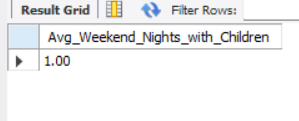 Result Grid Filter Rows:
Avg_Weekend_Nights_with_Children
1.00